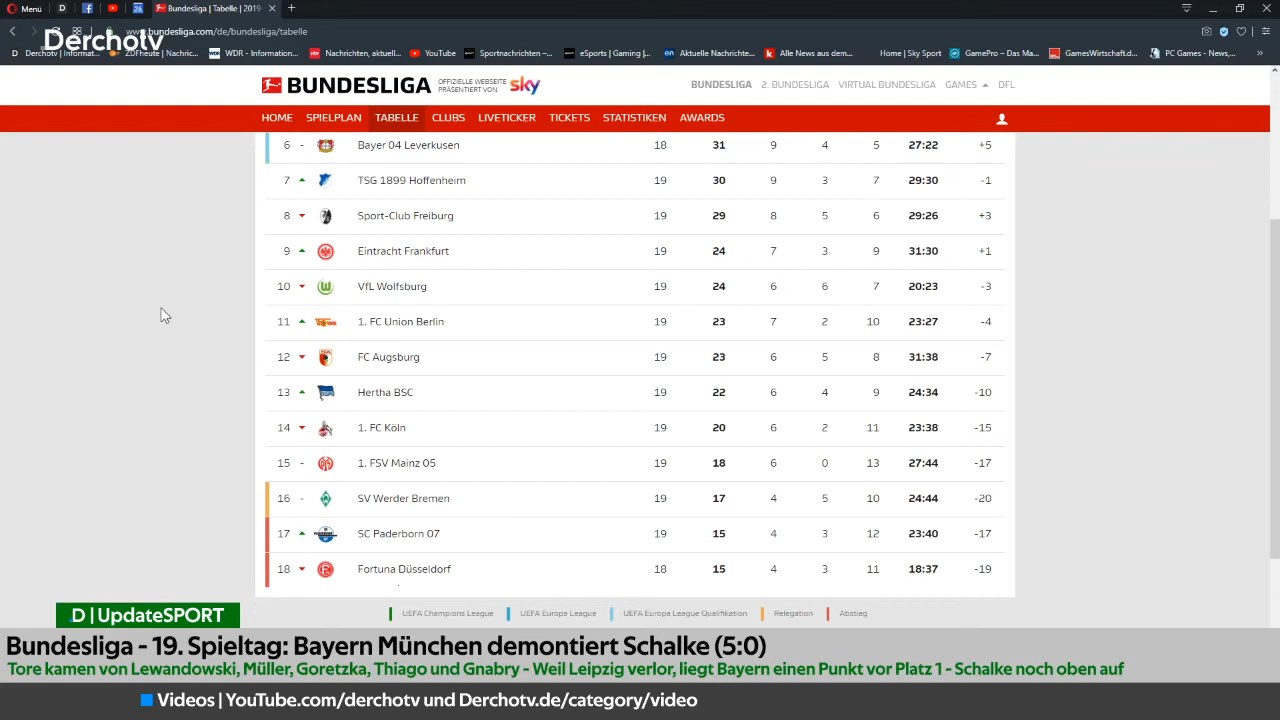 Menü
Bundesliga | Tabelle | 2019
Derchotv
www.bundesliga.com/de/bundesliga/tabelle
Derchotv | Informat...
ZDFheute | Nachric...
WDR - Information...
Nachrichten, aktuell...
YouTube
Sportnachrichten –...
eSports | Gaming |...
Aktuelle Nachrichte...
Alle News aus dem...
Home | Sky Sport
GamePro – Das Ma...
GamesWirtschaft.d...
PC Games - News,...
BUNDESLIGA
OFFIZIELLE WEBSEITE
PRÄSENTIERT VON
sky
BUNDESLIGA 2. BUNDESLIGA VIRTUAL BUNDESLIGA GAMES DFL
HOME SPIELPLAN TABELLE CLUBS LIVETICKER TICKETS STATISTIKEN AWARDS
6 - Bayer 04 Leverkusen 18 31 9 4 5 27:22 +5
7 TSG 1899 Hoffenheim 19 30 9 3 7 29:30 -1
8 Sport-Club Freiburg 19 29 8 5 6 29:26 +3
9 Eintracht Frankfurt 19 24 7 3 9 31:30 +1
10 VfL Wolfsburg 19 24 6 6 7 20:23 -3
11 1. FC Union Berlin 19 23 7 2 10 23:27 -4
12 FC Augsburg 19 23 6 5 8 31:38 -7
13 Hertha BSC 19 22 6 4 9 24:34 -10
14 1. FC Köln 19 20 6 2 11 23:38 -15
15 - 1. FSV Mainz 05 19 18 6 0 13 27:44 -17
16 - SV Werder Bremen 19 17 4 5 10 24:44 -20
17 SC Paderborn 07 19 15 4 3 12 23:40 -17
18 Fortuna Düsseldorf 18 15 4 3 11 18:37 -19
UEFA Champions League UEFA Europa League UEFA Europa League Qualifikation Relegation Abstieg
.D | UpdateSPORT
Bundesliga - 19. Spieltag: Bayern München demontiert Schalke (5:0)
Tore kamen von Lewandowski, Müller, Goretzka, Thiago und Gnabry - Weil Leipzig verlor, liegt Bayern einen Punkt vor Platz 1 - Schalke noch oben auf
Videos | YouTube.com/derchotv und Derchotv.de/category/video